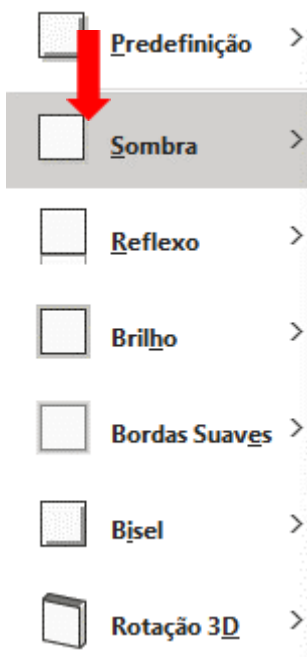 Predefinição
Sombra
Reflexo
Brilho
Bordas Suaves
Bisel
Rotação 3D